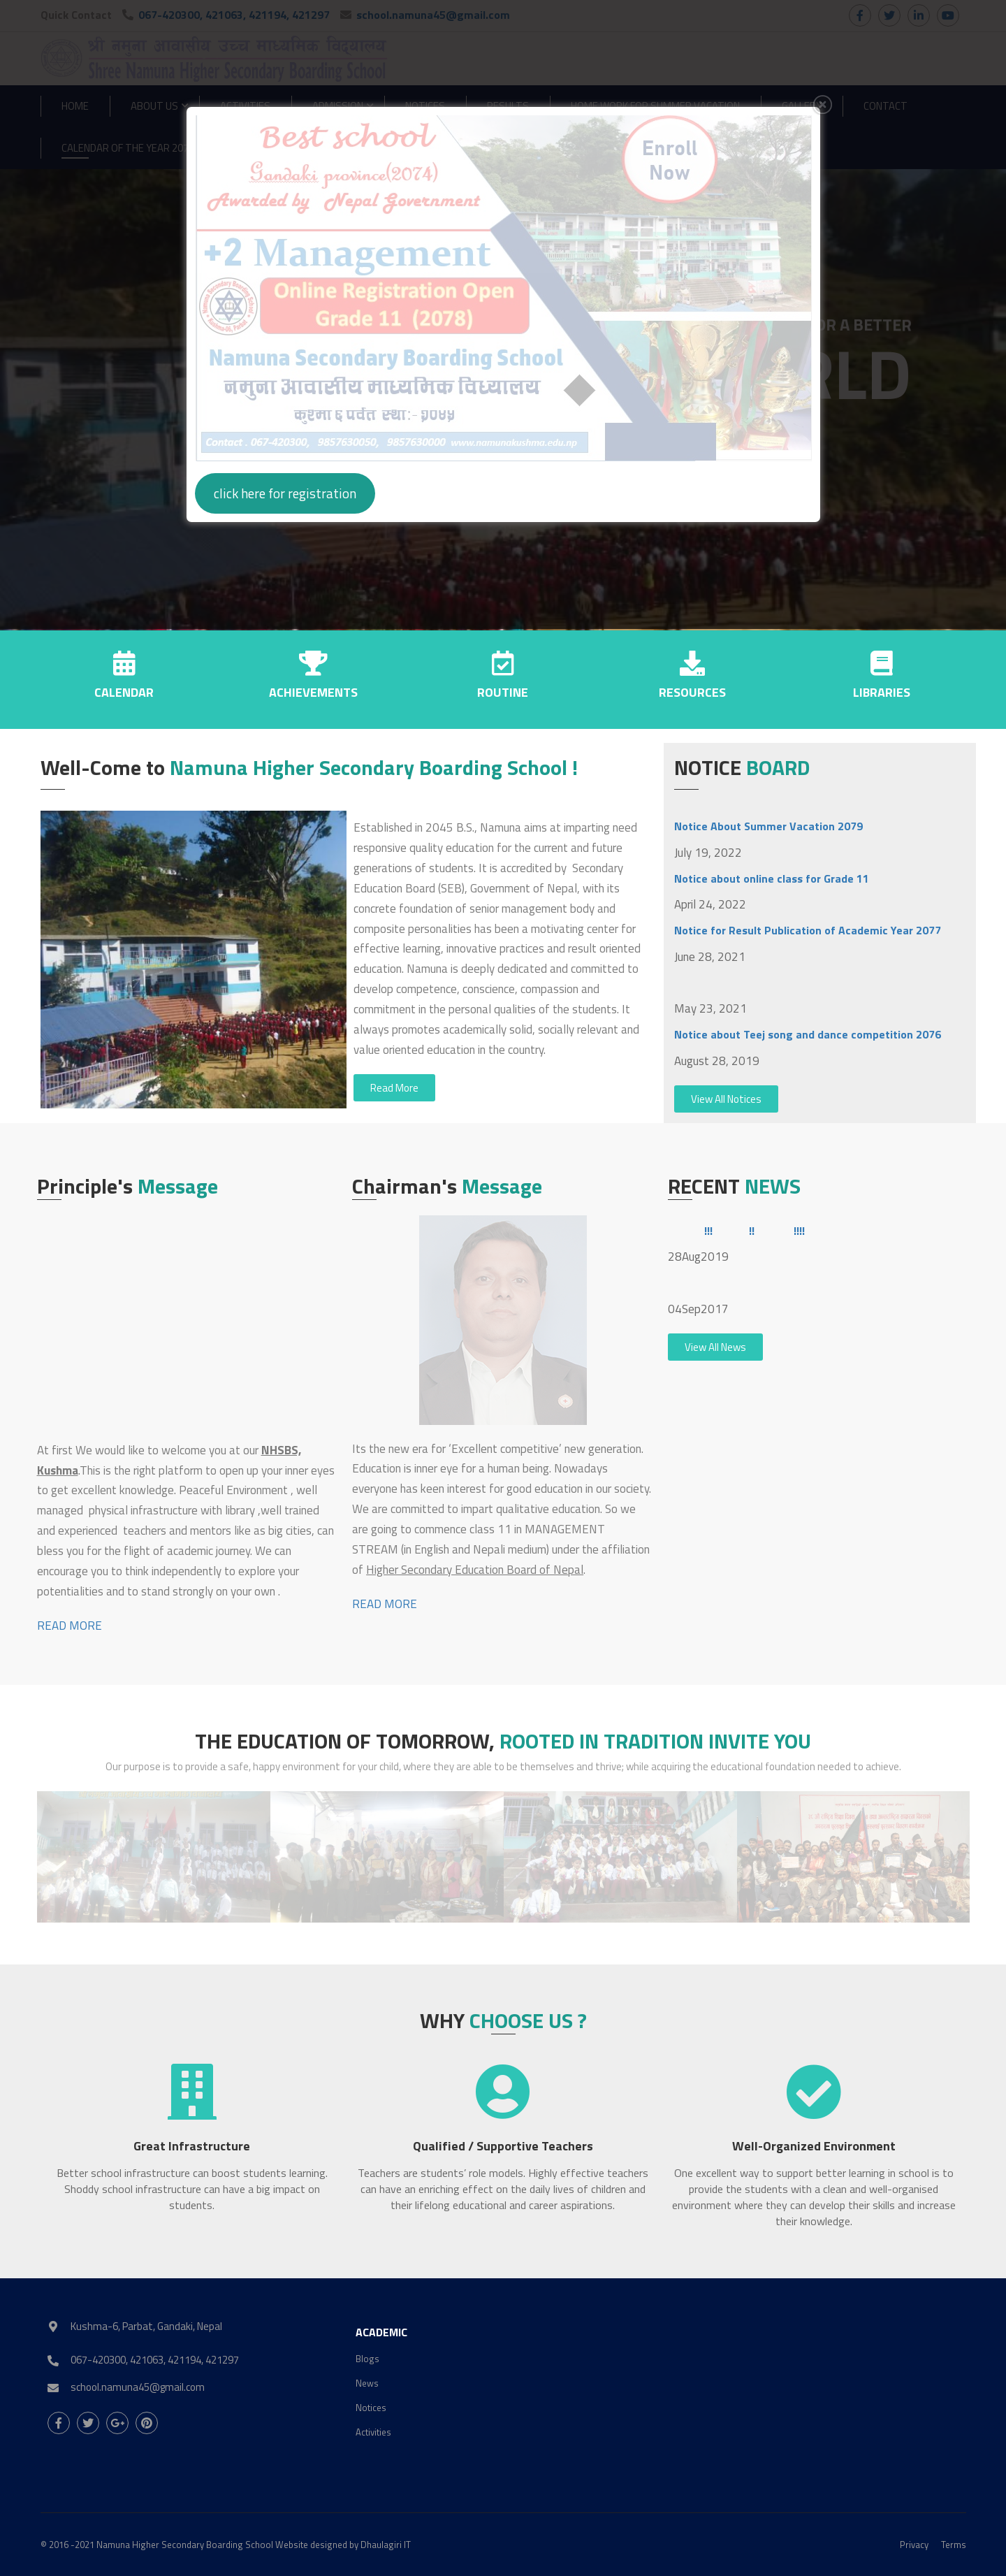 Quick Contact 067-420300, 421063, 421194, 421297 school.namuna45@gmail.com
श्री नमुना आवासीय उच्च माध्यमिक विद्यालय
Shree Namuna Higher Secondary Boarding School
HOME ABOUT US ACTIVITIES ADMISSION NOTICES RESULTS HOME WORK FOR SUMMER VACATION CONTACT
CALENDAR OF THE YEAR
Best school
Gandaki province(2074)
Awarded by Nepal Government
Enroll
Now
+2 Management
Online Registration Open
Grade 11 (2078)
Namuna Secondary Boarding School
नमुना आवासीय माध्यमिक विध्यालय
Contact . 067-420300, 9857630050, 9857630000 www.namunakushma.edu.np
A BETTER
click here for registration
CALENDAR
ACHIEVEMENTS
ROUTINE
RESOURCES
LIBRARIES
Well-Come to Namuna Higher Secondary Boarding School !
Established in 2045 B.S., Namuna aims at imparting need
responsive quality education for the current and future
generations of students. It is accredited by Secondary
Education Board (SEB), Government of Nepal, with its
concrete foundation of senior management body and
composite personalities has been a motivating center for
effective learning, innovative practices and result oriented
education. Namuna is deeply dedicated and committed to
develop competence, conscience, compassion and
commitment in the personal qualities of the students. It
always promotes academically solid, socially relevant and
value oriented education in the country.
Read More
NOTICE BOARD
Notice About Summer Vacation 2079
July 19, 2022
Notice about online class for Grade 11
April 24, 2022
Notice for Result Publication of Academic Year 2077
June 28, 2021
May 23, 2021
Notice about Teej song and dance competition 2076
August 28, 2019
View All Notices
Principle's Message
At first We would like to welcome you at our NHSBS,
Kushma.This is the right platform to open up your inner eyes
to get excellent knowledge. Peaceful Environment , well
managed physical infrastructure with library ,well trained
and experienced teachers and mentors like as big cities, can
bless you for the flight of academic journey. We can
encourage you to think independently to explore your
potentialities and to stand strongly on your own .
READ MORE
Chairman's Message
Its the new era for 'Excellent competitive' new generation.
Education is inner eye for a human being. Nowadays
everyone has keen interest for good education in our society.
We are committed to impart qualitative education. So we
are going to commence class 11 in MANAGEMENT
STREAM (in English and Nepali medium) under the affiliation
of Higher Secondary Education Board of Nepal.
READ MORE
RECENT NEWS
!!! !! !!!!
28Aug2019
04Sep2017
View All News
THE EDUCATION OF TOMORROW, ROOTED IN TRADITION INVITE YOU
Our purpose is to provide a safe, happy environment for your child, where they are able to be themselves and thrive; while acquiring the educational foundation needed to achieve.
WHY CHOOSE US ?
Great Infrastructure
Better school infrastructure can boost students learning.
Shoddy school infrastructure can have a big impact on
students.
Qualified / Supportive Teachers
Teachers are students' role models. Highly effective teachers
can have an enriching effect on the daily lives of children and
their lifelong educational and career aspirations.
Well-Organized Environment
One excellent way to support better learning in school is to
provide the students with a clean and well-organised
environment where they can develop their skills and increase
their knowledge.
Kushma-6, Parbat, Gandaki, Nepal
067-420300, 421063, 421194, 421297
school.namuna45@gmail.com
ACADEMIC
Blogs
News
Notices
Activities
© 2016 -2021 Namuna Higher Secondary Boarding School Website designed by Dhaulagiri IT
Privacy Terms